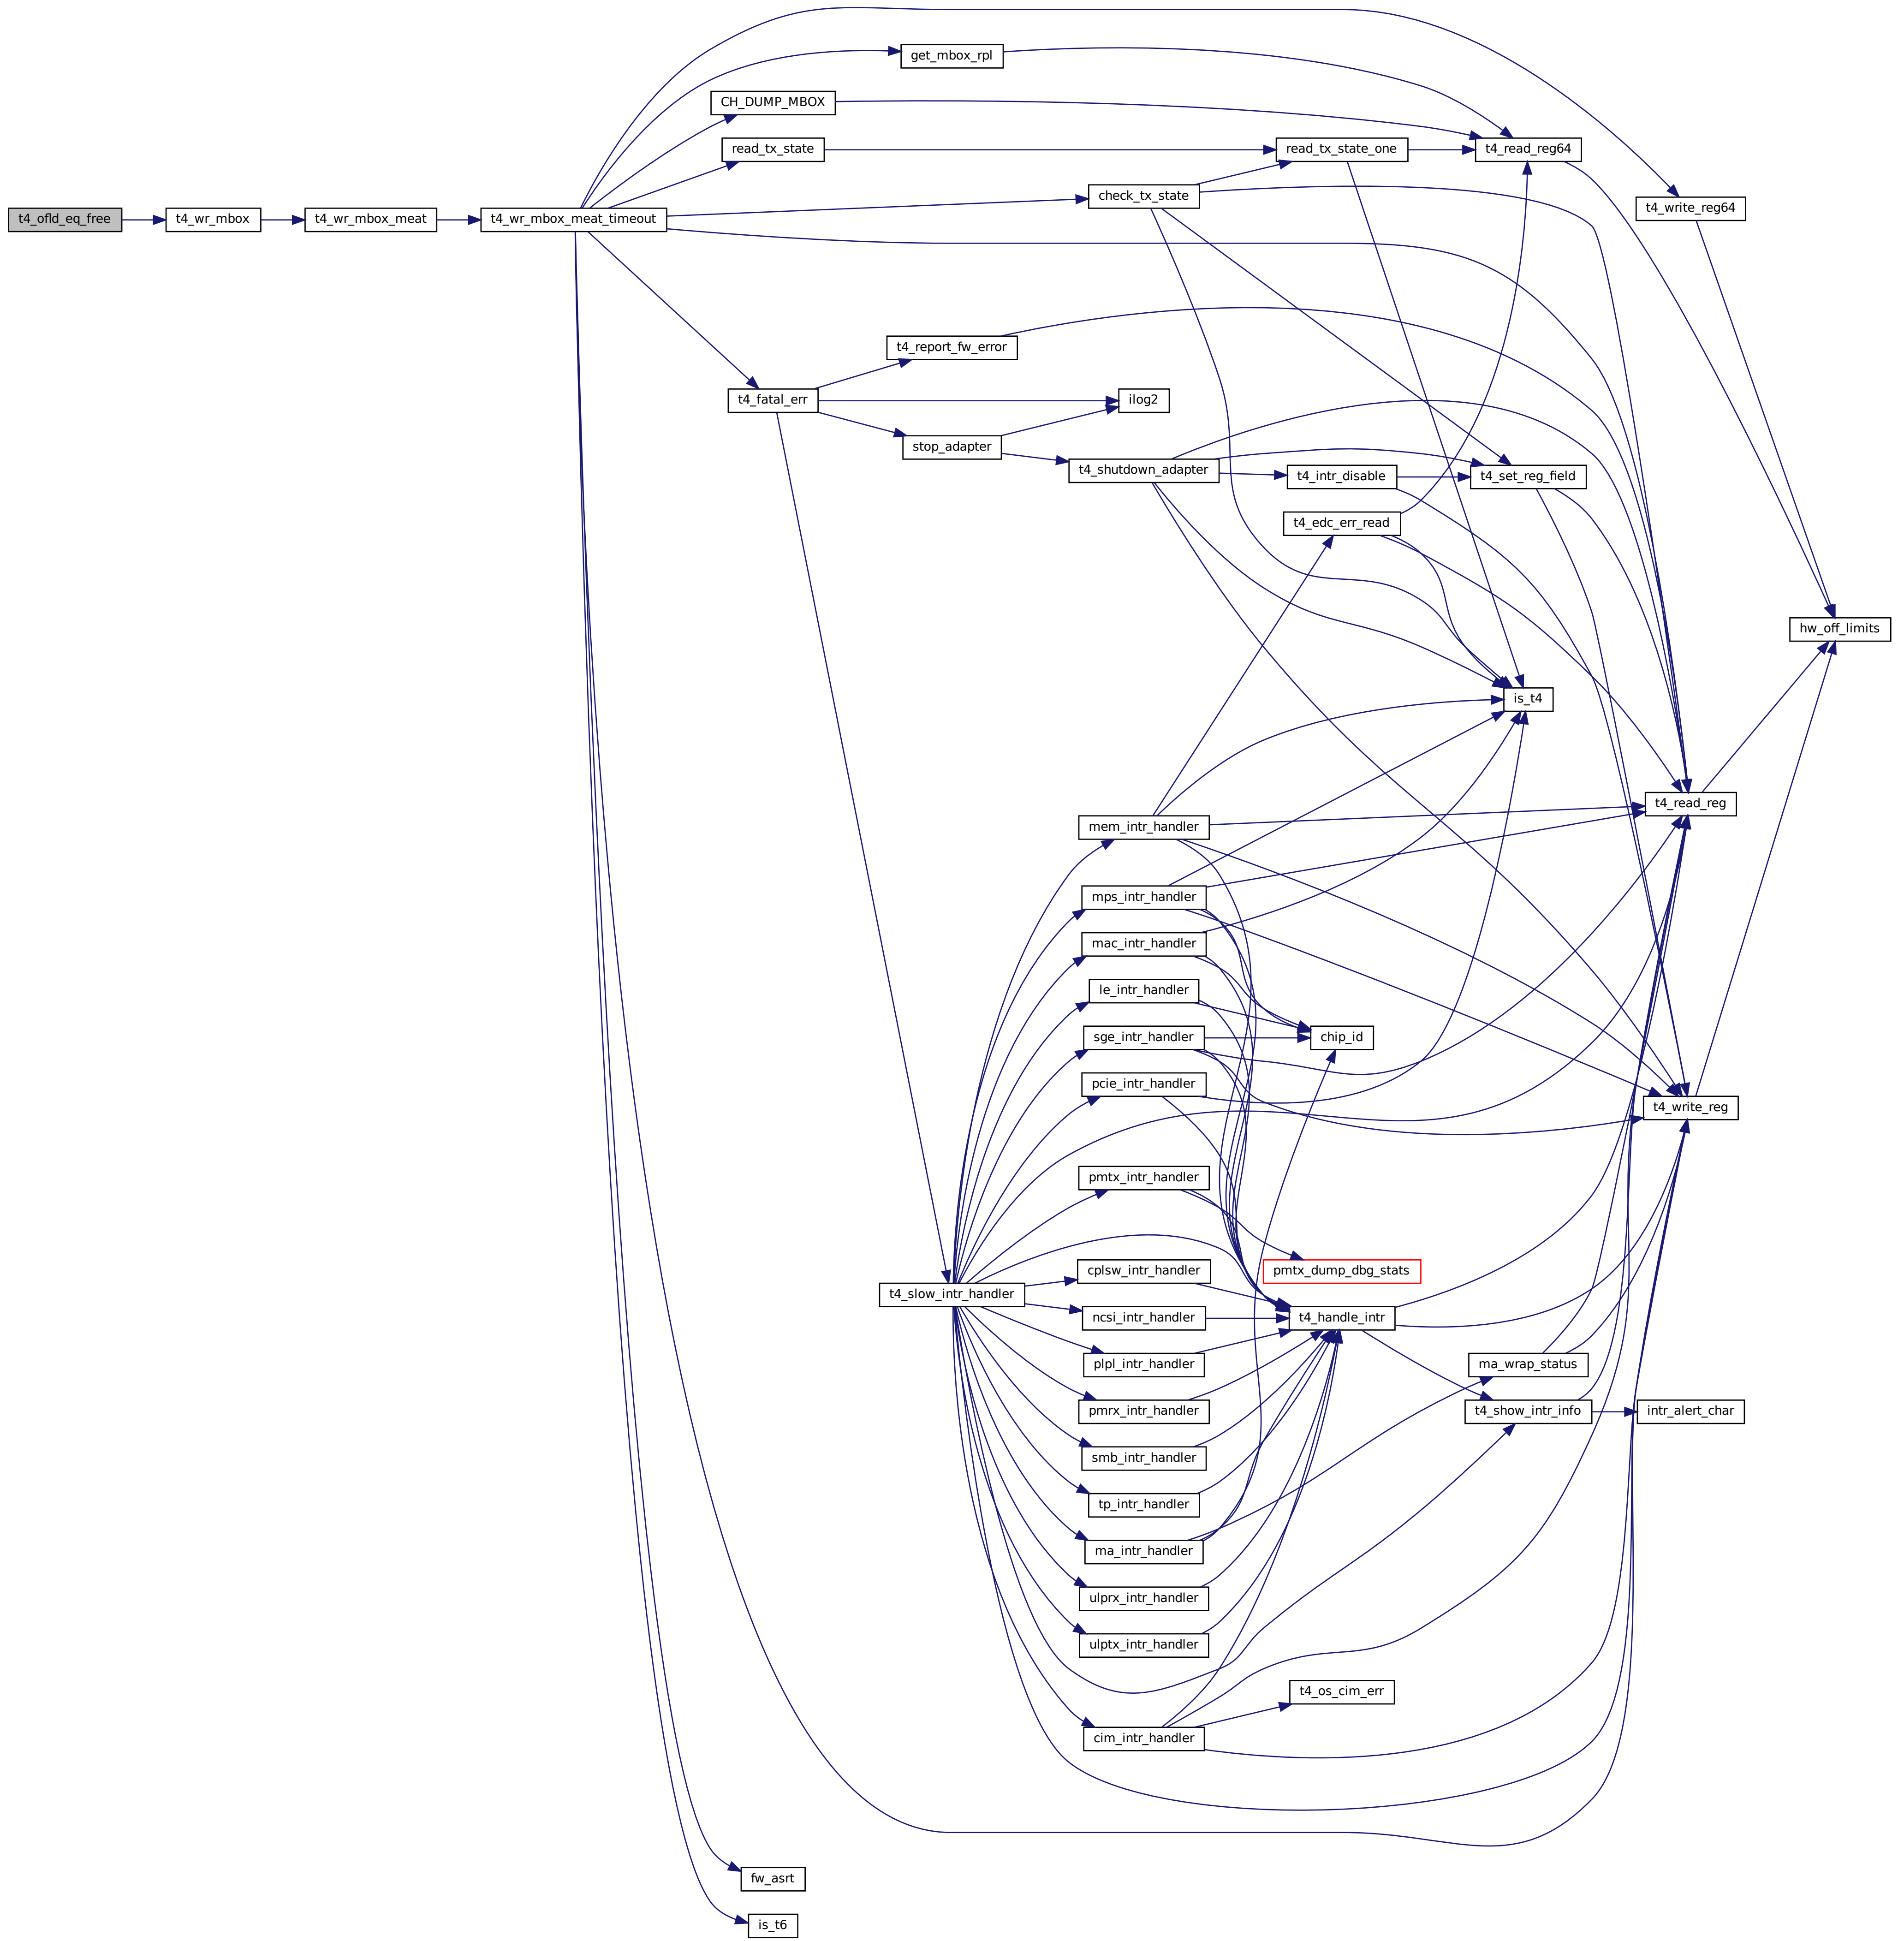 get_mbox_rpl
CH_DUMP_MBOX
read_tx_state
read_tx_state_one
t4_read_reg64
check_tx_state
t4_write_reg64
t4_ofld_eq_free
t4_wr_mbox
t4_wr_mbox_meat
t4_wr_mbox_meat_timeout
t4_report_fw_error
t4_fatal_err
ilog2
stop_adapter
t4_shutdown_adapter
t4_intr_disable
t4_set_reg_field
t4_edc_err_read
hw_off_limits
is_t4
t4_read_reg
mem_intr_handler
mps_intr_handler
mac_intr_handler
le_intr_handler
sge_intr_handler
chip_id
pcie_intr_handler
t4_write_reg
pmtx_intr_handler
cplsw_intr_handler
pmtx_dump_dbg_stats
t4_slow_intr_handler
ncsi_intr_handler
t4_handle_intr
plpl_intr_handler
ma_wrap_status
pmrx_intr_handler
t4_show_intr_info
intr_alert_char
smb_intr_handler
tp_intr_handler
ma_intr_handler
ulprx_intr_handler
ulptx_intr_handler
t4_os_cim_err
cim_intr_handler
fw_asrt
is_t6